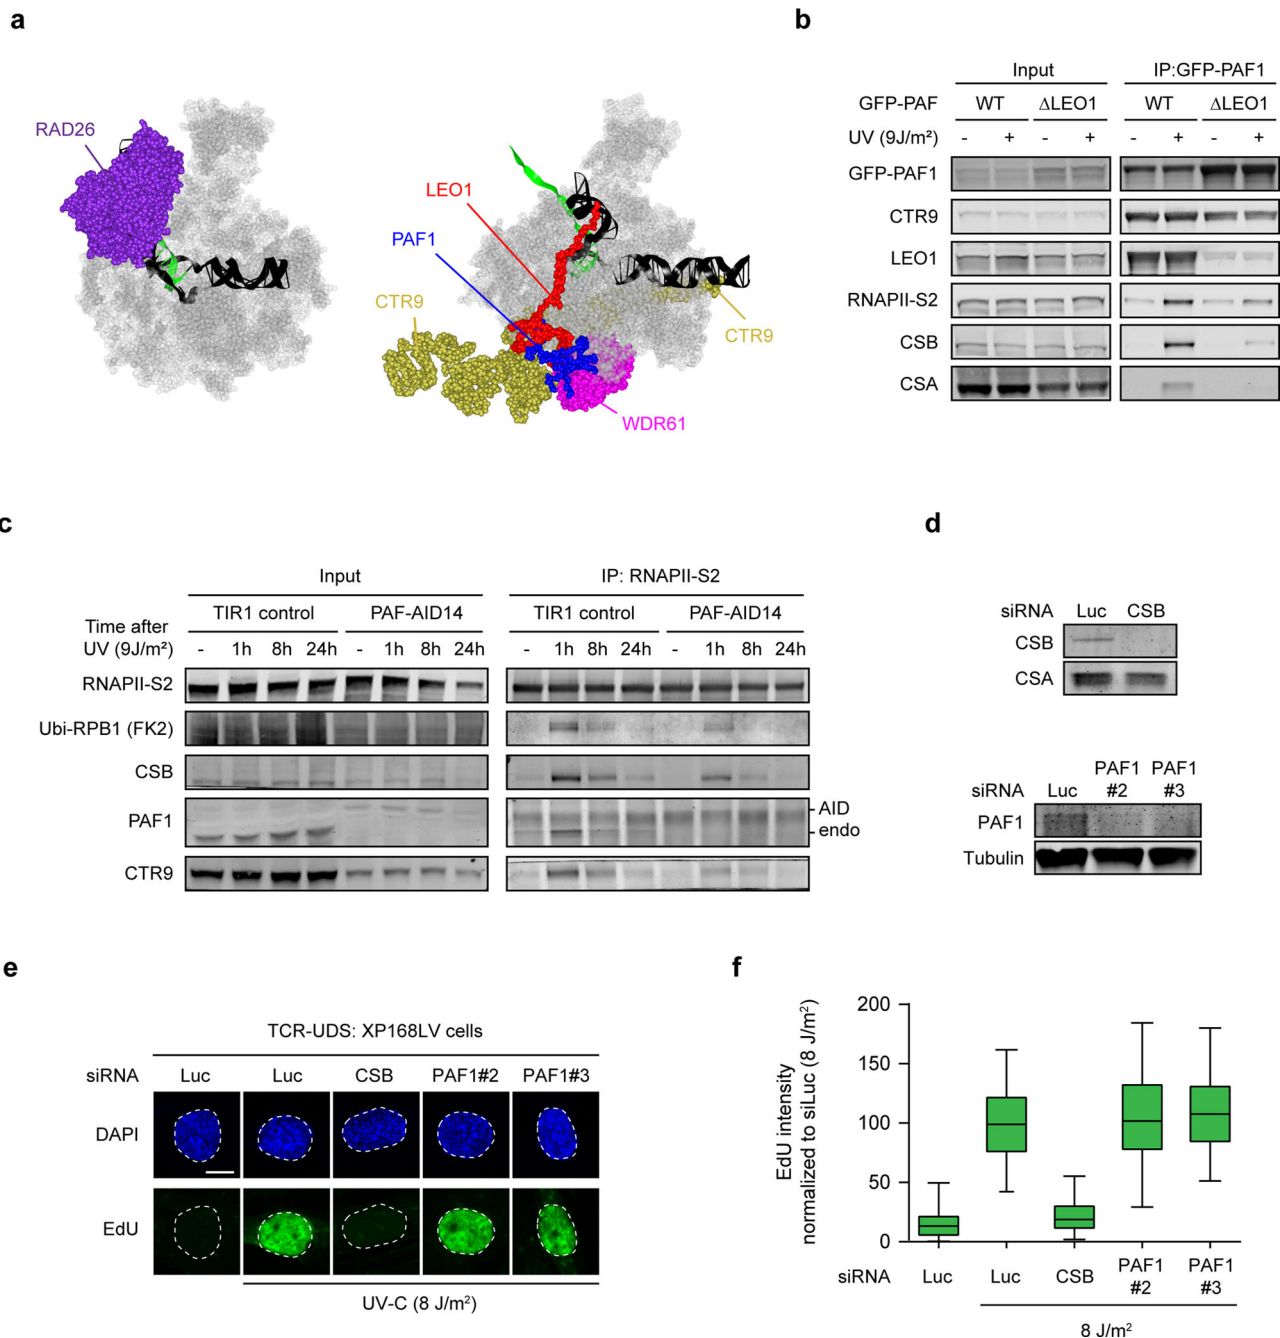 a
RAD26
LEO1
PAF1
CTR9
CTR9
WDR61
b
Input
IP:GFP-PAF1
GFP-PAF WT ΔLEO1 WT ΔLEO1
UV (9J/m²) - + - + - + - +
GFP-PAF1
CTR9
LEO1
RNAPII-S2
CSB
CSA
c
Input
IP: RNAPII-S2
TIR1 control PAF-AID14 TIR1 control PAF-AID14
Time after
UV (9J/m²) - 1h 8h 24h - 1h 8h 24h - 1h 8h 24h - 1h 8h 24h
RNAPII-S2
Ubi-RPB1 (FK2)
CSB
PAF1
AID
endo
CTR9
d
siRNA Luc CSB
CSB
CSA
PAF1 PAF1
siRNA Luc #2 #3
PAF1
Tubulin
e
TCR-UDS: XP168LV cells
siRNA Luc Luc CSB PAF1#2 PAF1#3
DAPI
EdU
UV-C (8 J/m²)
f
EdU intensity
normalized to siLuc (8 J/m²)
200
150
100
50
0
siRNA Luc Luc CSB PAF1 #2 PAF1 #3
8 J/m²